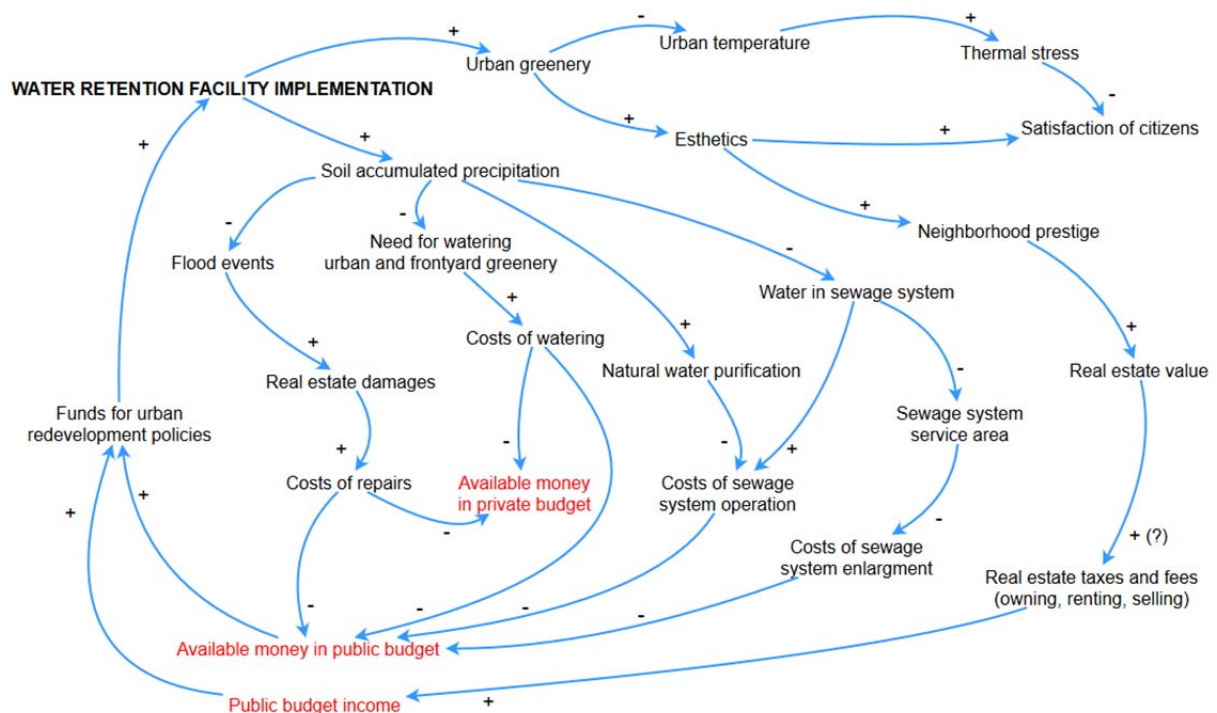 +
-
Urban temperature
+
Thermal stress
Urban greenery
WATER RETENTION FACILITY IMPLEMENTATION
-
+
+
Esthetics
+
Satisfaction of citizens
+
Soil accumulated precipitation
+
Neighborhood prestige
-
-
Need for watering
urban and frontyard greenery
-
Flood events
Water in sewage system
+
+
+
+
Costs of watering
Natural water purification
-
Real estate value
Real estate damages
Funds for urban
redevelopment policies
Sewage system
service area
+
-
-
+
Costs of repairs
Available money
in private budget
Costs of sewage
system operation
+
+
-
-
+ (?)
Costs of sewage
system enlargment
Real estate taxes and fees
(owning, renting, selling)
-
-
-
-
Available money in public budget
Public budget income
+